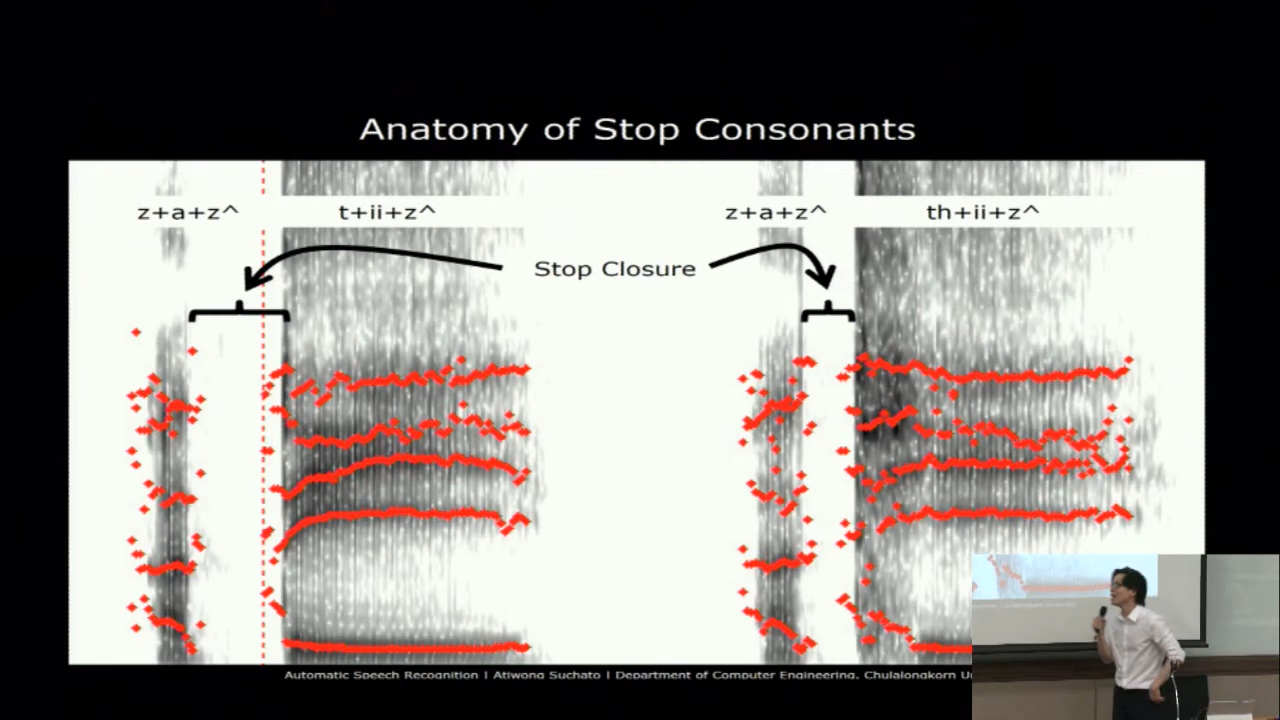 Anatomy of Stop Consonants
z+a+z^ t+ii+z^ z+a+z^ th+ii+z^
Stop Closure
Automatic Speech Recognition | Atiwong Suchato | Department of Computer Engineering, Chulalongkorn